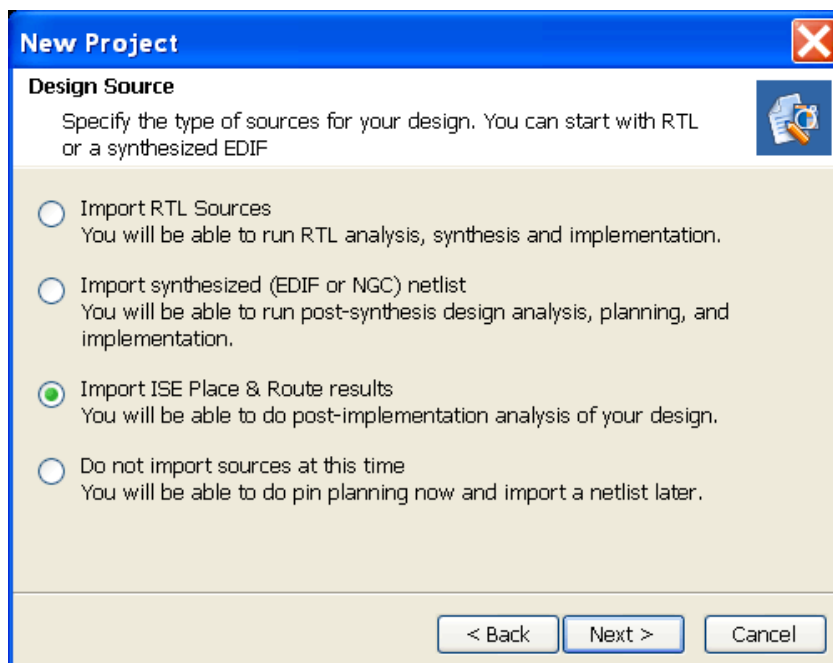 New Project
Design Source
Specify the type of sources for your design. You can start with RTL
or a synthesized EDIF
Import RTL Sources
You will be able to run RTL analysis, synthesis and implementation.
Import synthesized (EDIF or NGC) netlist
You will be able to run post-synthesis design analysis, planning, and
implementation.
Import ISE Place & Route results
You will be able to do post-implementation analysis of your design.
Do not import sources at this time
You will be able to do pin planning now and import a netlist later.
< Back Next > Cancel